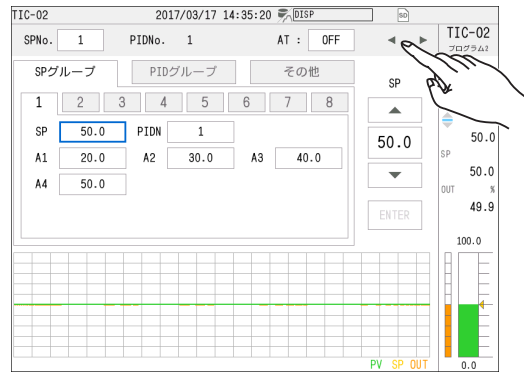 TIC-02 2017/03/17 14:35:20 DISP SD
SPNo. 1 PIDNo. 1 AT : OFF
TIC-02
プログラム2
SPグループ PIDグループ その他
1 2 3 4 5 6 7 8
SP 50.0 PIDN 1
A1 20.0 A2 30.0 A3 40.0
A4 50.0
SP
50.0
ENTER
50.0
SP
50.0
OUT %
49.9
100.0
0.0
PV SP OUT